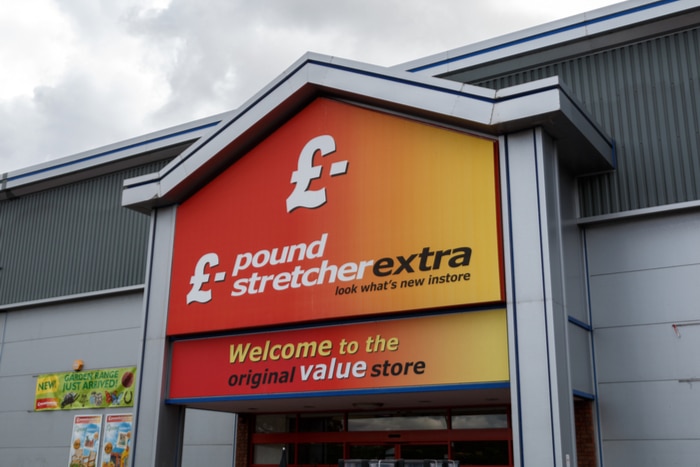 £-
£- pound
stretcherextra
look what's new instore
Welcome to the
original value store
NEW!
GARDEN RANGE
JUST ARRIVED!